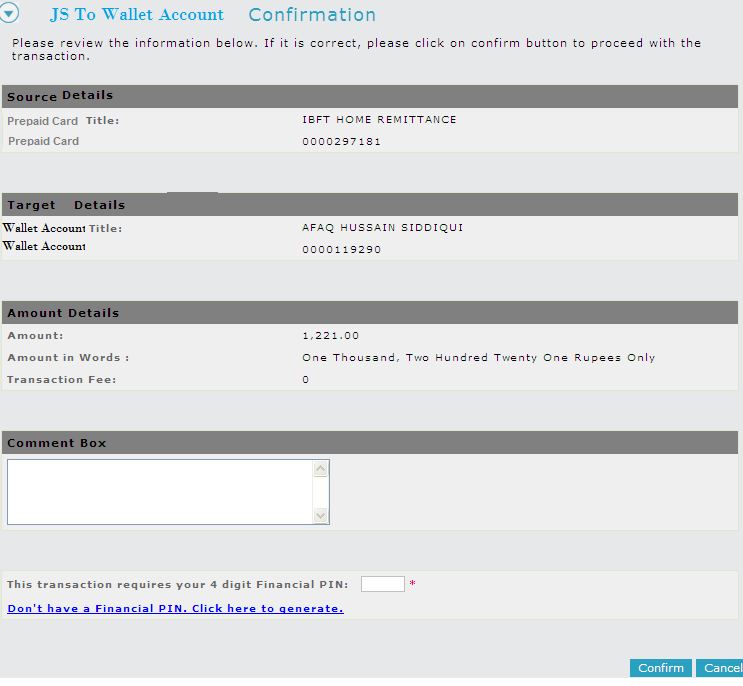 JS To Wallet Account Confirmation
Please review the information below. If it is correct, please click on confirm button to proceed with the
transaction.
Source Details
Prepaid Card Title: IBFT HOME REMITTANCE
Prepaid Card 0000297181
Target Details
Wallet Account Title: AFAQ HUSSAIN SIDDIQUI
Wallet Account 0000119290
Amount Details
Amount: 1,221.00
Amount in Words : One Thousand, Two Hundred Twenty One Rupees Only
Transaction Fee: 0
Comment Box
This transaction requires your 4 digit Financial PIN: *
Don't have a Financial PIN. Click here to generate.
Confirm Cancel